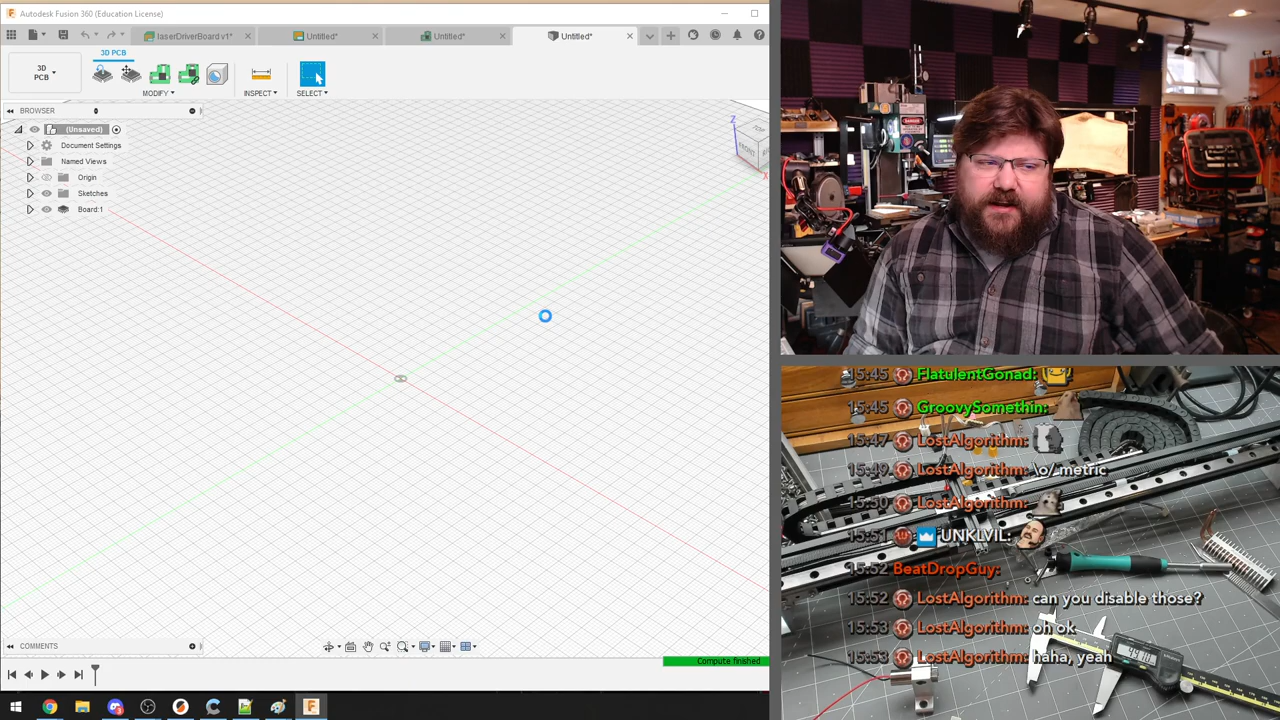 Autodesk Fusion 360 (Education License)
laserDriverBoard v1*
Untitled*
Untitled*
Untitled*
3D PCB
3D
PCB
MODIFY
INSPECT
SELECT
BROWSER
(Unsaved)
Document Settings
Named Views
Origin
Sketches
Board:1
Z
TOP
FRONT
X
COMMENTS
Compute finished
DANGER
15:45 FlatulentGonad:
15:45 GroovySomethin:
15:47 LostAlgorithm:
15:49 LostAlgorithm: \o/ metric
15:50 LostAlgorithm:
15:51 UNKLVIL:
15:52 BeatDropGuy:
15:52 LostAlgorithm: can you disable those?
15:53 LostAlgorithm: oh ok
15:53 LostAlgorithm: haha, yeah